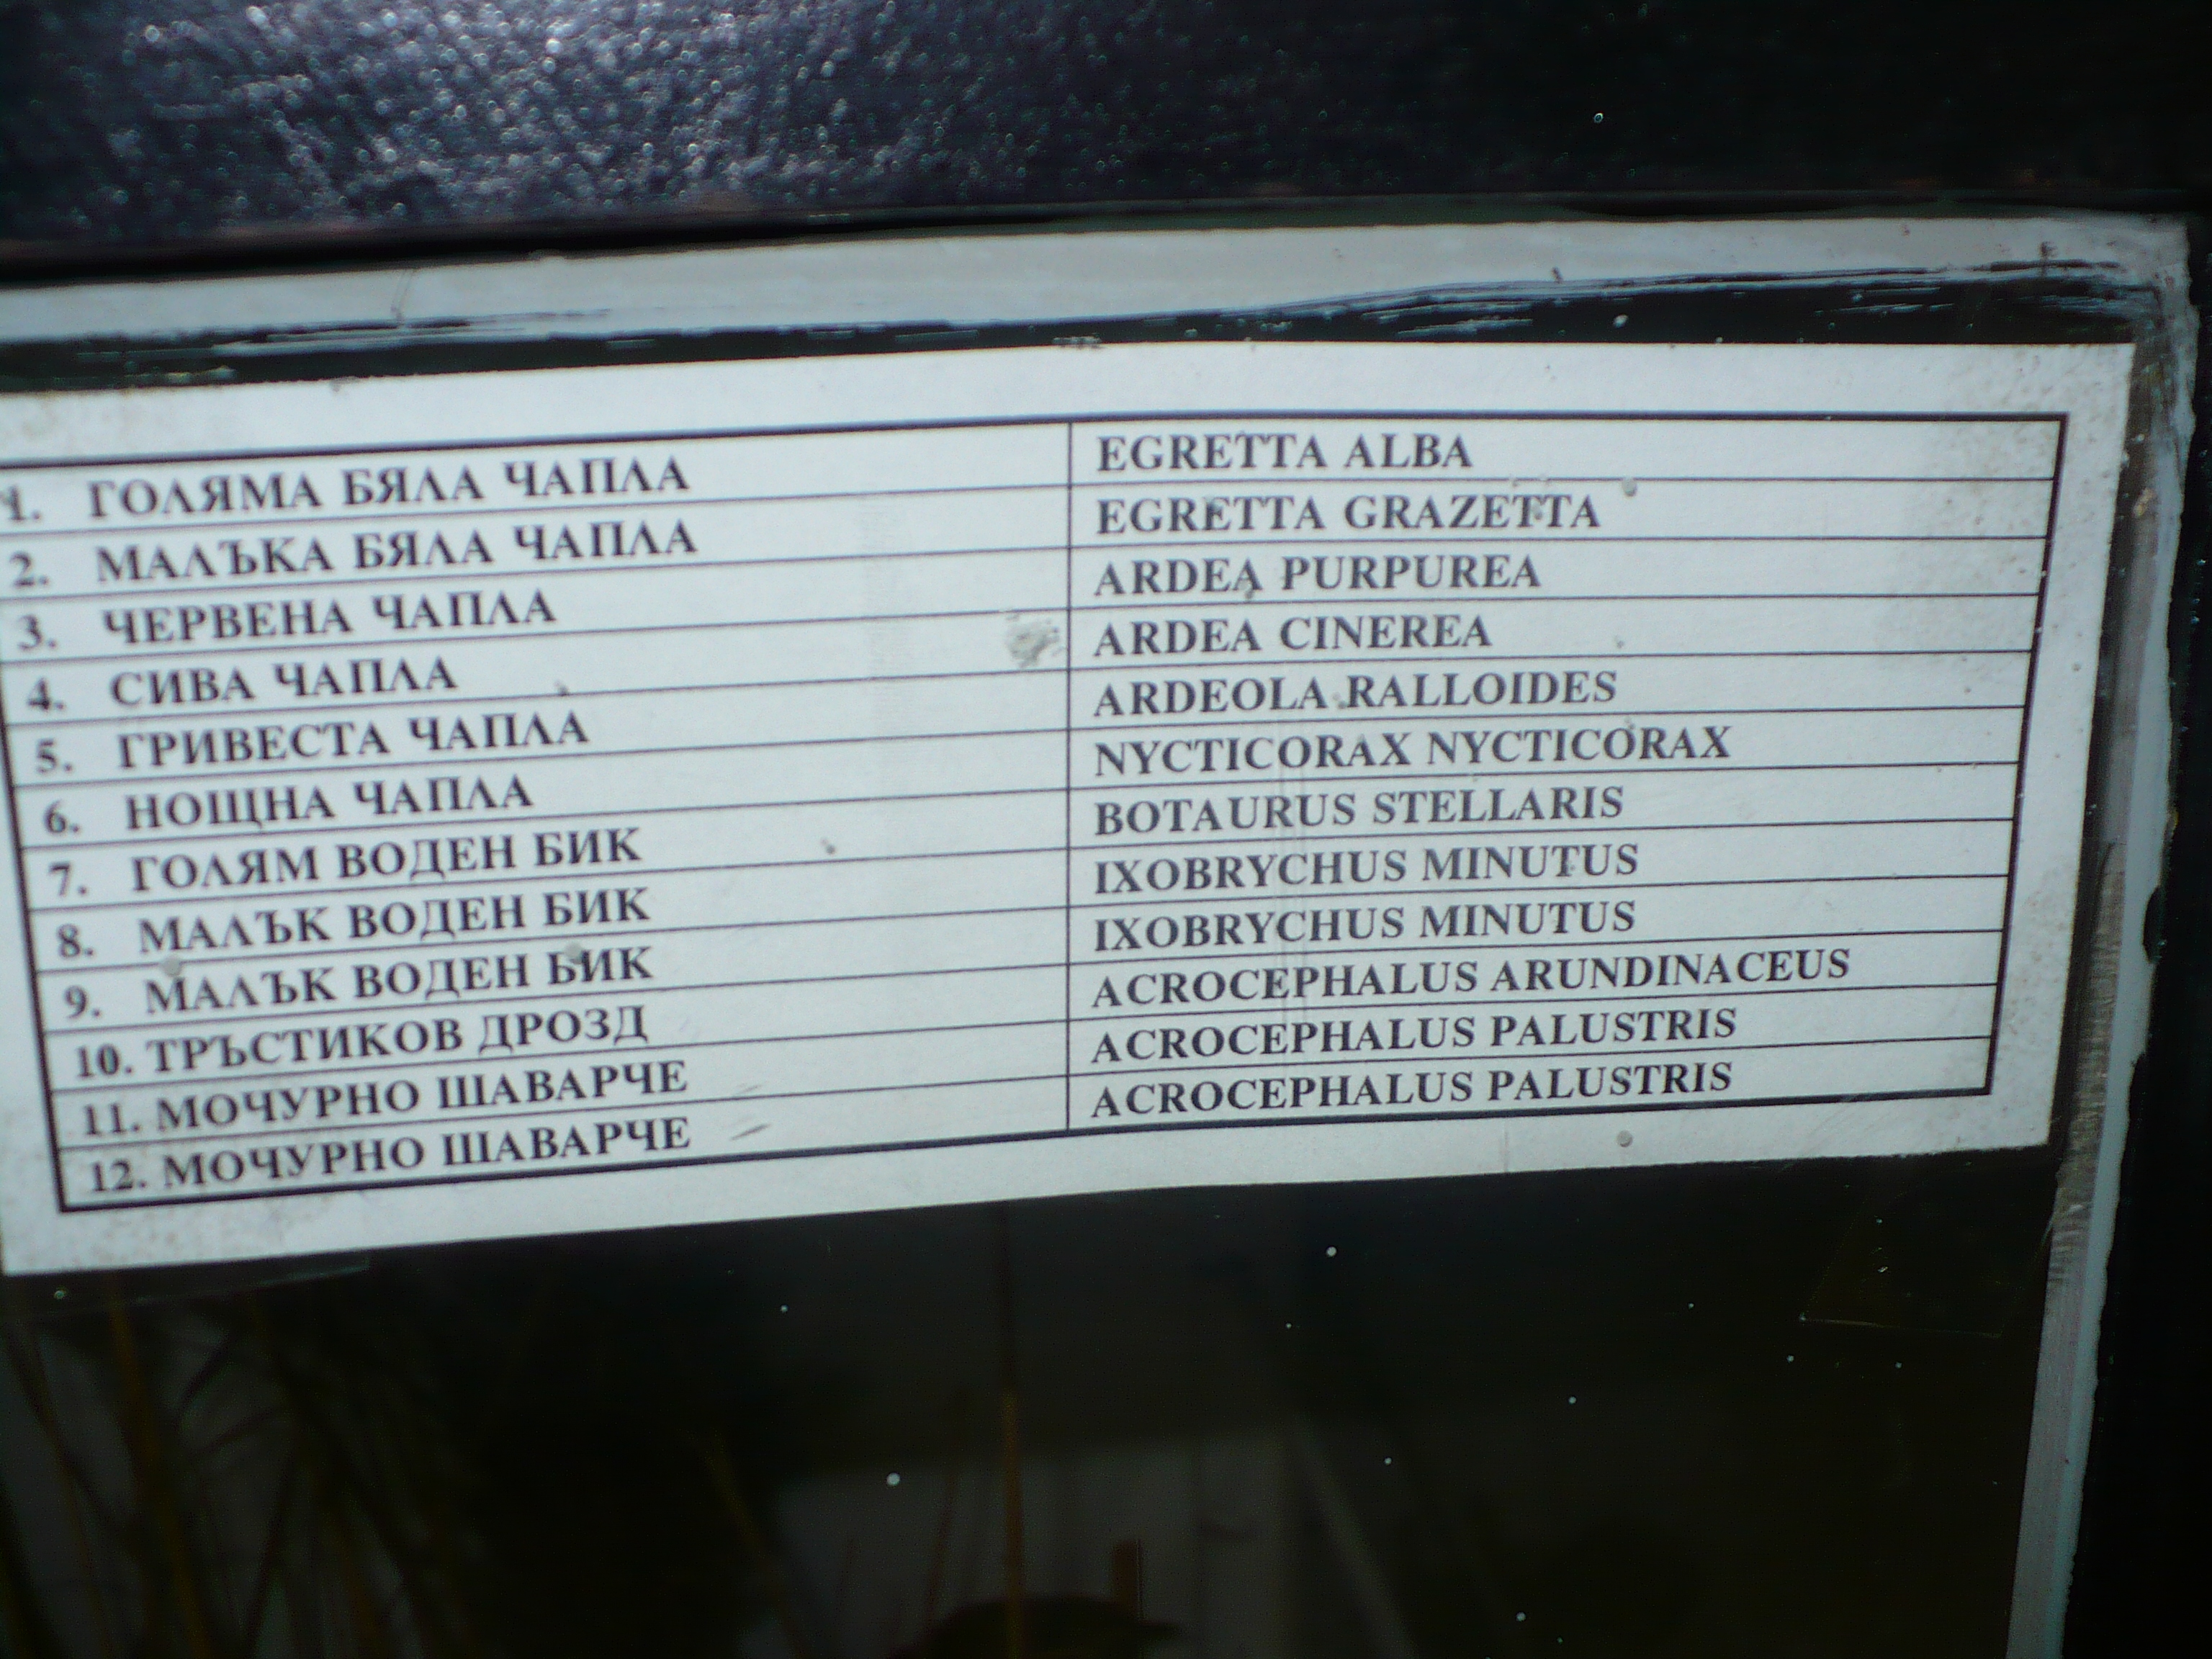 1. ГОЛЯМА БЯЛА ЧАПЛА EGRETTA ALBA
2. МАЛЪКА БЯЛА ЧАПЛА EGRETTA GRAZETTA
3. ЧЕРВЕНА ЧАПЛА ARDEA PURPUREA
4. СИВА ЧАПЛА ARDEA CINEREA
5. ГРИВЕСТА ЧАПЛА ARDEOLA RALLOIDES
6. НОЩНА ЧАПЛА NYCTICORAX NYCTICORAX
7. ГОЛЯМ ВОДЕН БИК BOTAURUS STELLARIS
8. МАЛЪК ВОДЕН БИК IXOBRYCHUS MINUTUS
9. МАЛЪК ВОДЕН БИК IXOBRYCHUS MINUTUS
10. ТРЪСТИКОВ ДРОЗД ACROCEPHALUS ARUNDINACEUS
11. МОЧУРНО ШАВАРЧЕ ACROCEPHALUS PALUSTRIS
12. МОЧУРНО ШАВАРЧЕ ACROCEPHALUS PALUSTRIS